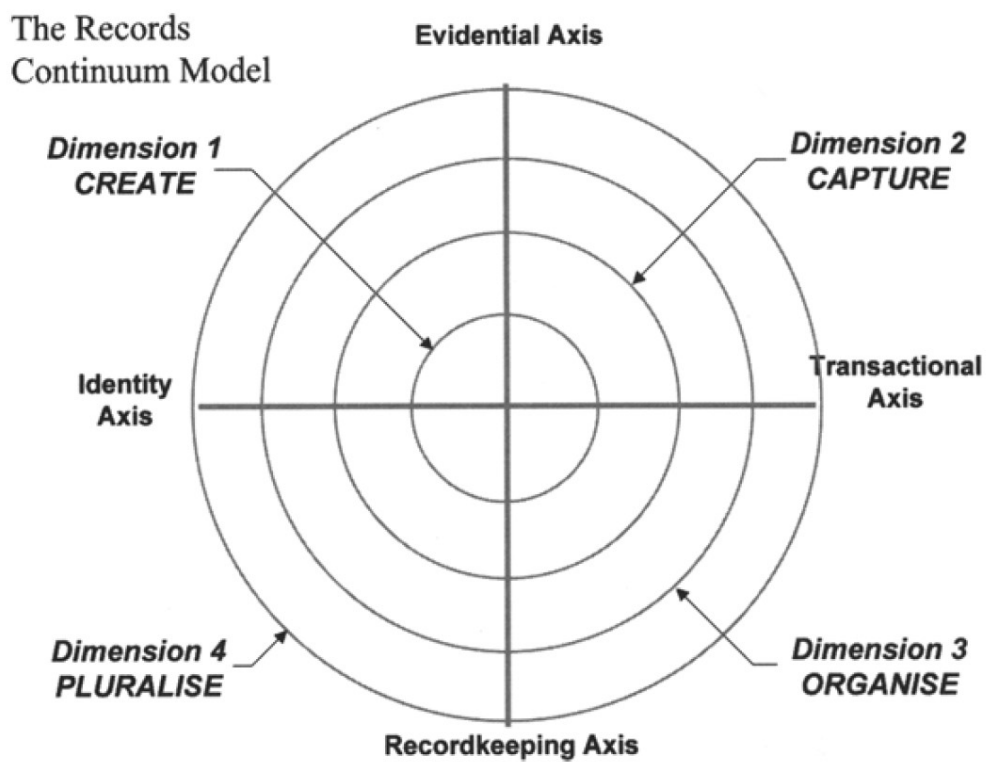 The Records
Continuum Model
Evidential Axis
Dimension 1
CREATE
Dimension 2
CAPTURE
Identity
Axis
Transactional
Axis
Dimension 4
PLURALISE
Dimension 3
ORGANISE
Recordkeeping Axis